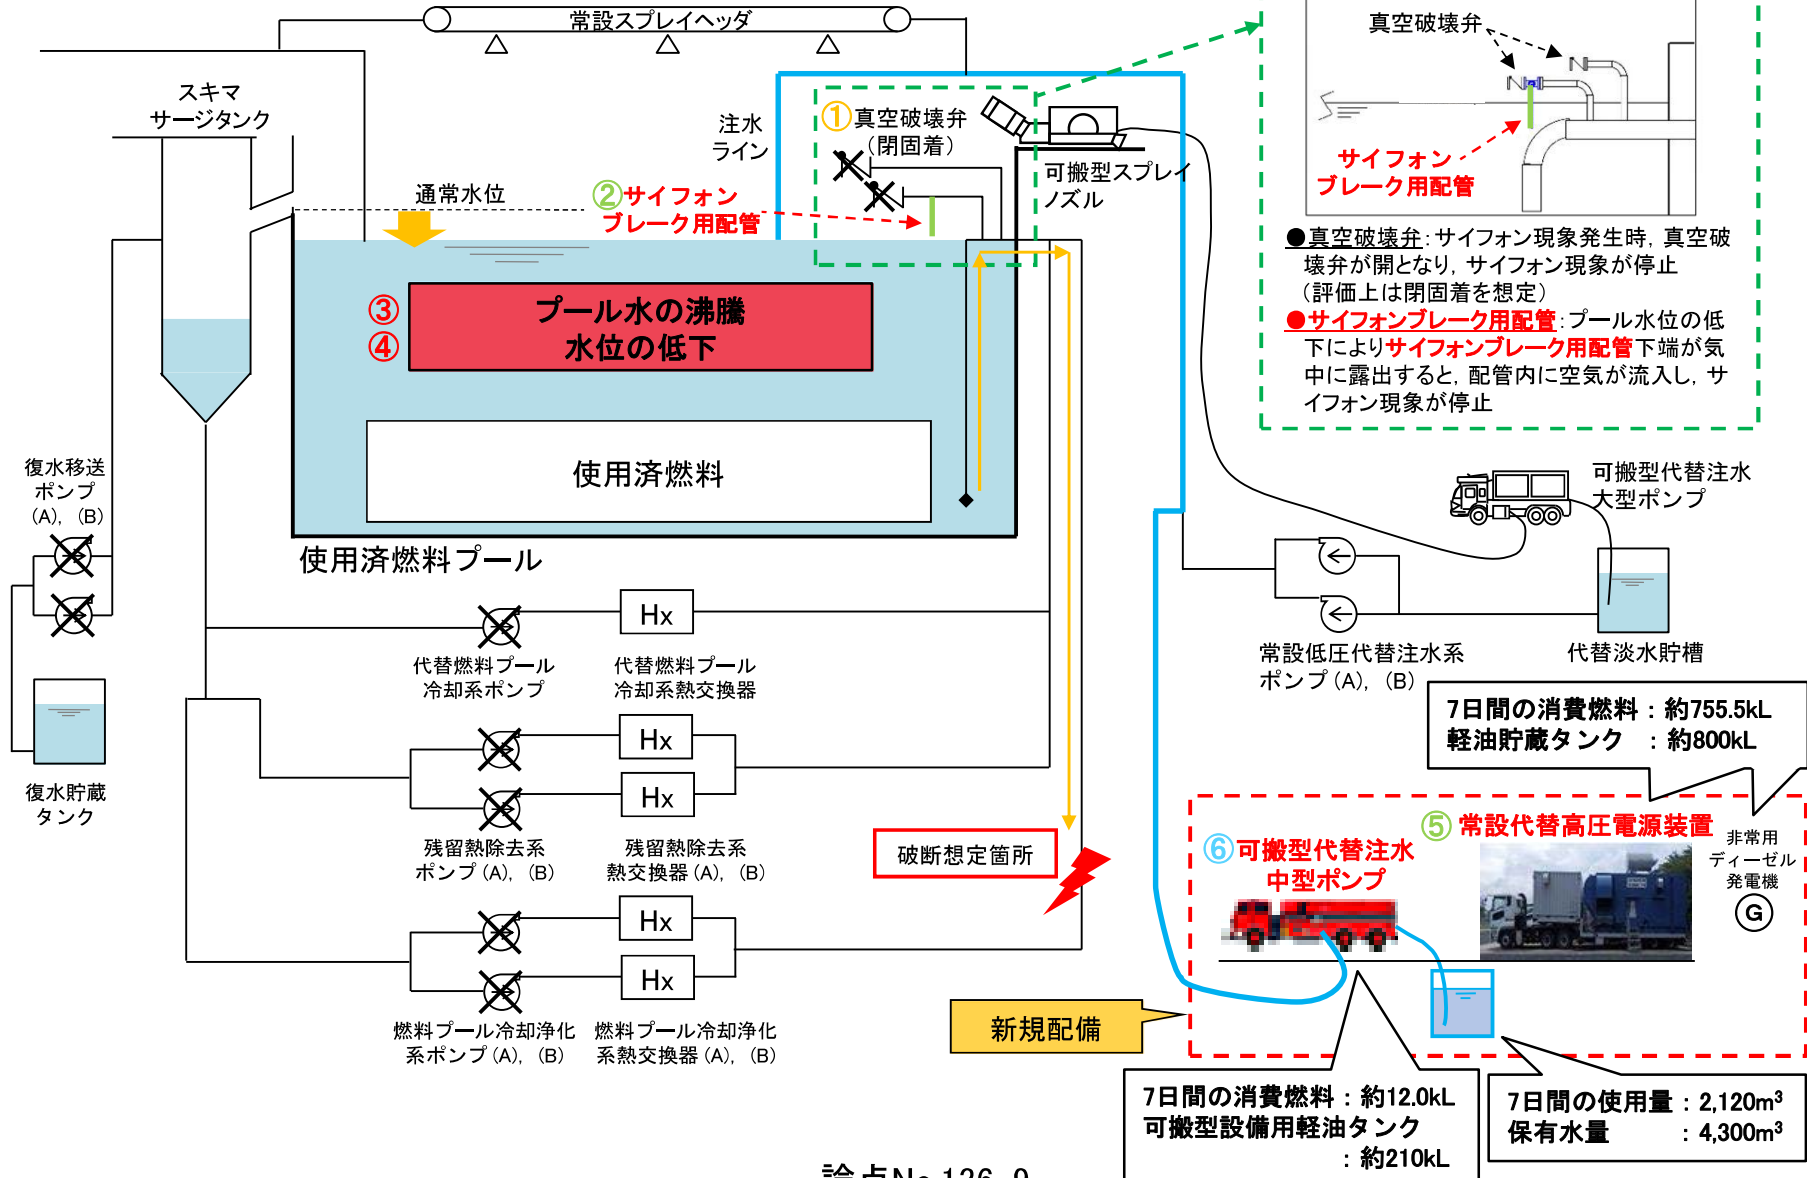 常設スプレイヘッダ
スキマ
サージタンク
通常水位
注水
ライン
①真空破壊弁
(閉固着)
②サイフォン
ブレーク用配管
可搬型スプレイ
ノズル
真空破壊弁
サイフォン
ブレーク用配管
●真空破壊弁：サイフォン現象発生時，真空破
壊弁が開となり，サイフォン現象が停止
(評価上は閉固着を想定)
●サイフォンブレーク用配管：プール水位の低
下によりサイフォンブレーク用配管下端が気
中に露出すると，配管内に空気が流入し，サ
イフォン現象が停止
③ プール水の沸騰
④ 水位の低下
使用済燃料
使用済燃料プール
復水移送
ポンプ
(A)，(B)
復水貯蔵
タンク
Hx
代替燃料プール
冷却系ポンプ
代替燃料プール
冷却系熱交換器
Hx
Hx
残留熱除去系
ポンプ(A)，(B)
残留熱除去系
熱交換器(A)，(B)
Hx
Hx
燃料プール冷却浄化
系ポンプ(A)，(B)
燃料プール冷却浄化
系熱交換器(A)，(B)
破断想定箇所
可搬型代替注水
大型ポンプ
常設低圧代替注水系
ポンプ(A)，(B)
代替淡水貯槽
7日間の消費燃料：約755.5kL
軽油貯蔵タンク ：約800kL
⑤ 常設代替高圧電源装置
⑥可搬型代替注水
中型ポンプ
非常用
ディーゼル
発電機
G
新規配備
7日間の消費燃料：約12.0kL
可搬型設備用軽油タンク
：約210kL
7日間の使用量：2,120m³
保有水量 ：4,300m³